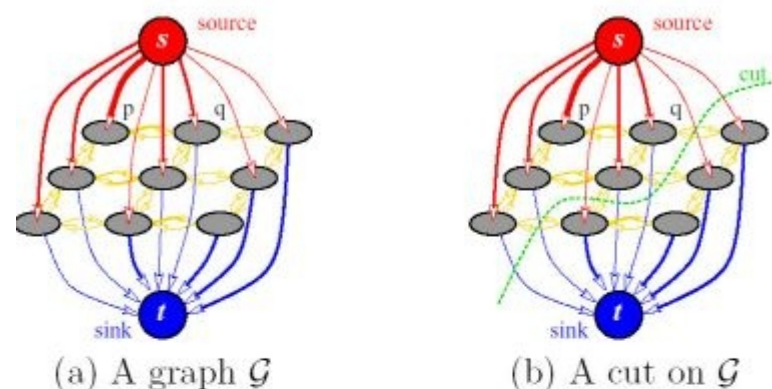 s
source
p
q
t
sink
(a) A graph 𝒢
s
source
cut
p
q
t
sink
(b) A cut on 𝒢